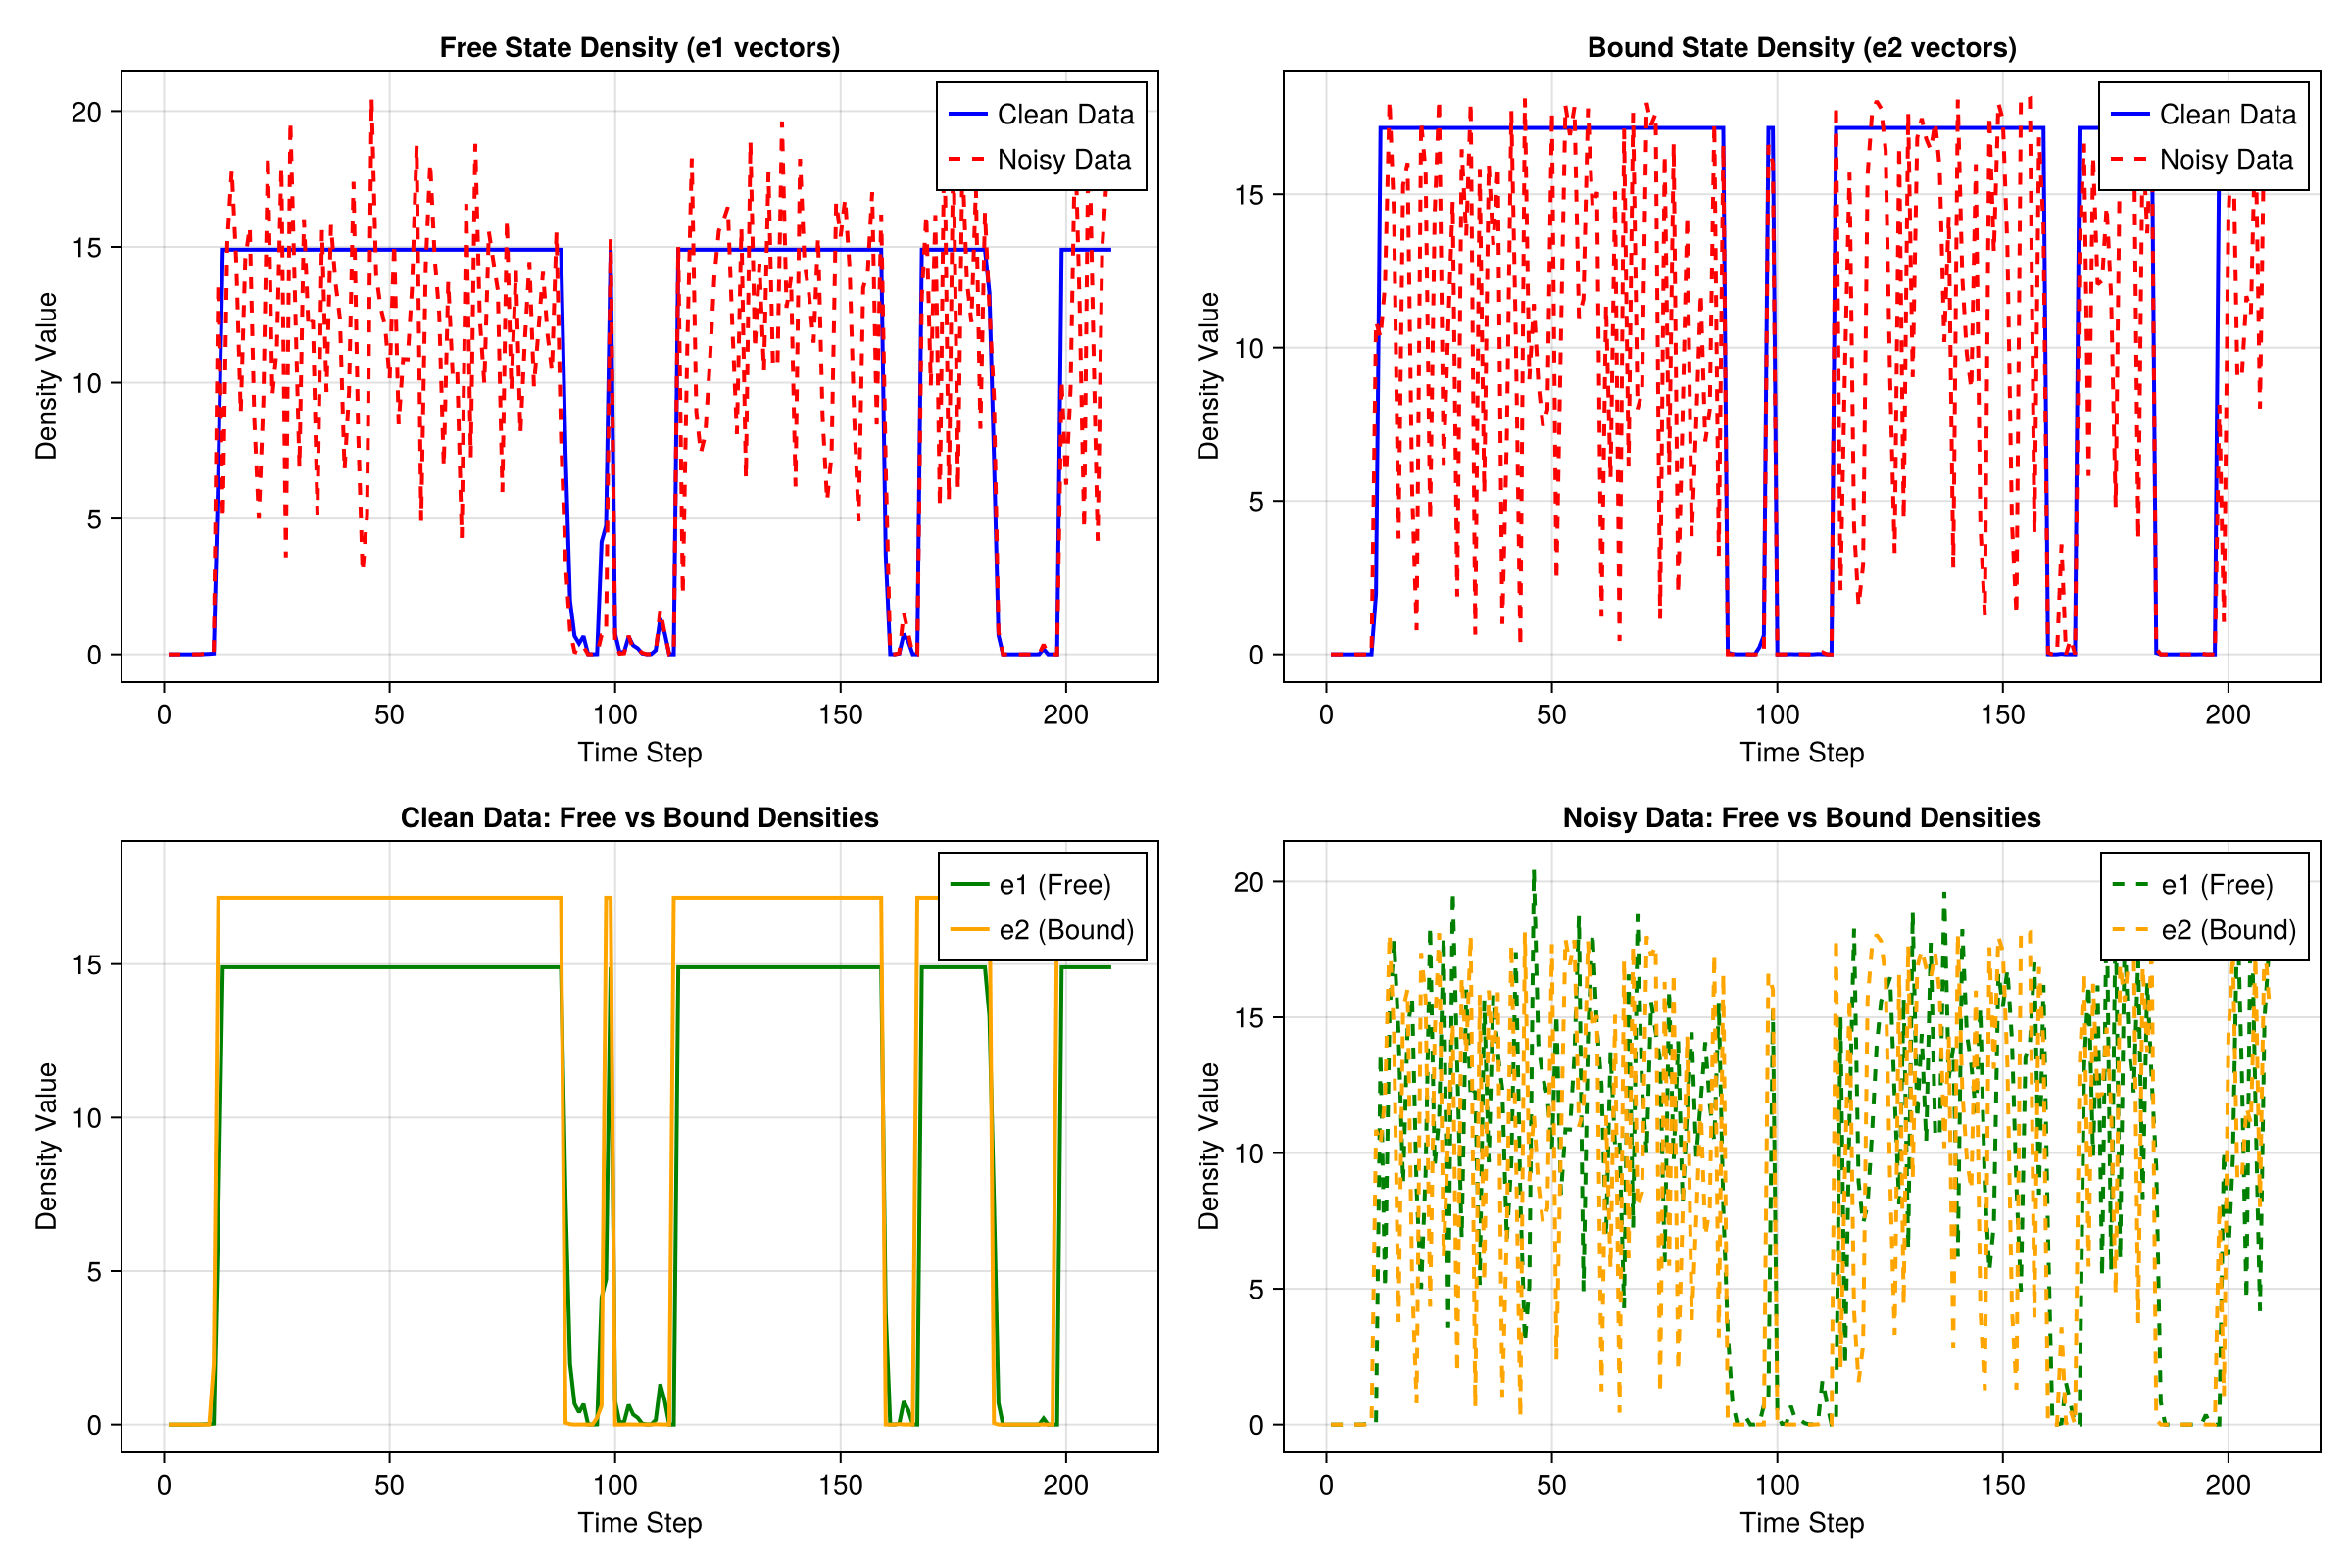 Free State Density (e1 vectors)
Density Value
20
15
10
5
0
0 50 100 150 200
Time Step
Clean Data
Noisy Data
Bound State Density (e2 vectors)
Density Value
15
10
5
0
0 50 100 150 200
Time Step
Clean Data
Noisy Data
Clean Data: Free vs Bound Densities
Density Value
15
10
5
0
0 50 100 150 200
Time Step
e1 (Free)
e2 (Bound)
Noisy Data: Free vs Bound Densities
Density Value
20
15
10
5
0
0 50 100 150 200
Time Step
e1 (Free)
e2 (Bound)